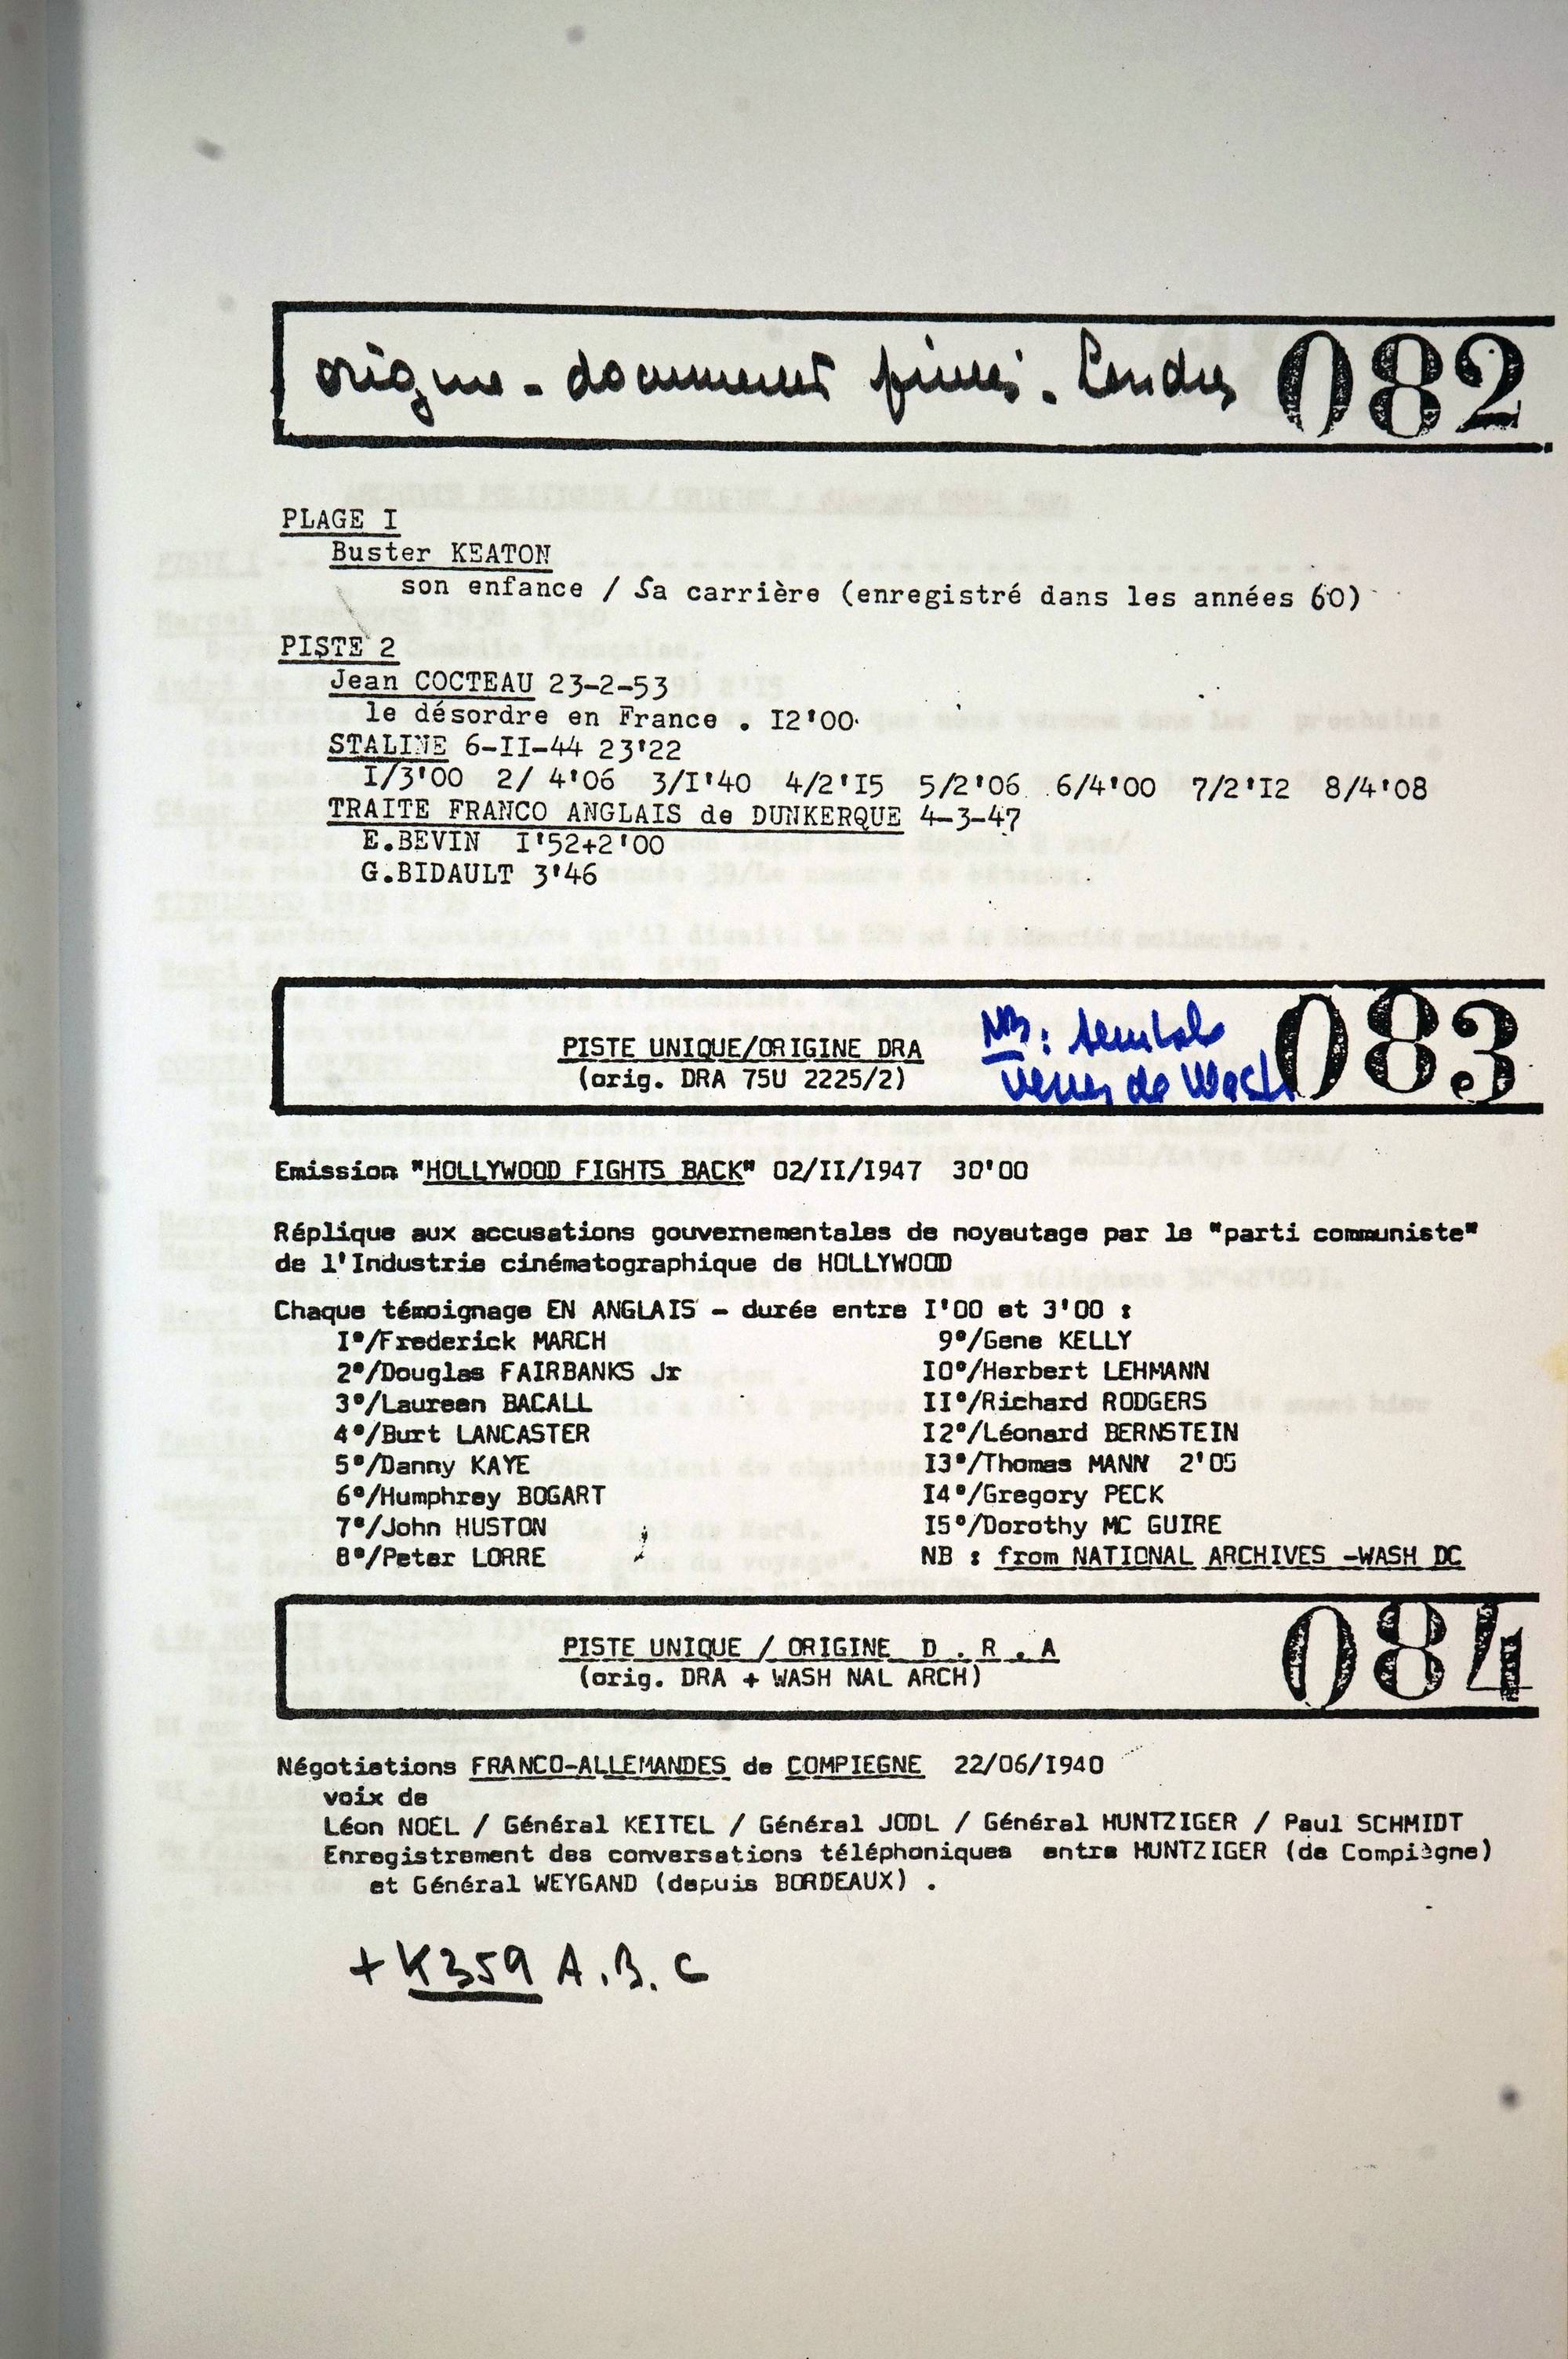 origine - document privé. Londres 082
PLAGE I
Buster KEATON
son enfance / Sa carrière (enregistré dans les années 60)
PISTE 2
Jean COCTEAU 23-2-53
le désordre en France . I2'00
STALINE 6-II-44 23'22
I/3'00 2/ 4'06 3/I'40 4/2'I5 5/2'06 6/4'00 7/2'I2 8/4'08
TRAITE FRANCO ANGLAIS de DUNKERQUE 4-3-47
E.BEVIN I'52+2'00
G.BIDAULT 3'46
PISTE UNIQUE/ORIGINE DRA NB: 083
(orig. DRA 75U 2225/2) de Wash
Emission "HOLLYWOOD FIGHTS BACK" 02/II/I947 30'00
Réplique aux accusations gouvernementales de noyautage par le "parti communiste"
de l'Industrie cinématographique de HOLLYWOOD
Chaque témoignage EN ANGLAIS - durée entre I'00 et 3'00 :
I°/Frederick MARCH 9°/Gene KELLY
2°/Douglas FAIRBANKS Jr I0°/Herbert LEHMANN
3°/Laureen BACALL II°/Richard RODGERS
4°/Burt LANCASTER I2°/Léonard BERNSTEIN
5°/Danny KAYE I3°/Thomas MANN 2'05
6°/Humphrey BOGART I4°/Gregory PECK
7°/John HUSTON I5°/Dorothy MC GUIRE
8°/Peter LORRE NB : from NATIONAL ARCHIVES -WASH DC
PISTE UNIQUE / ORIGINE D . R . A 084
(orig. DRA + WASH NAL ARCH)
Négotiations FRANCO-ALLEMANDES de COMPIEGNE 22/06/I940
voix de
Léon NOEL / Général KEITEL / Général JODL / Général HUNTZIGER / Paul SCHMIDT
Enregistrement des conversations téléphoniques entre HUNTZIGER (de Compiègne)
et Général WEYGAND (depuis BORDEAUX) .
+ K359 A.B.C